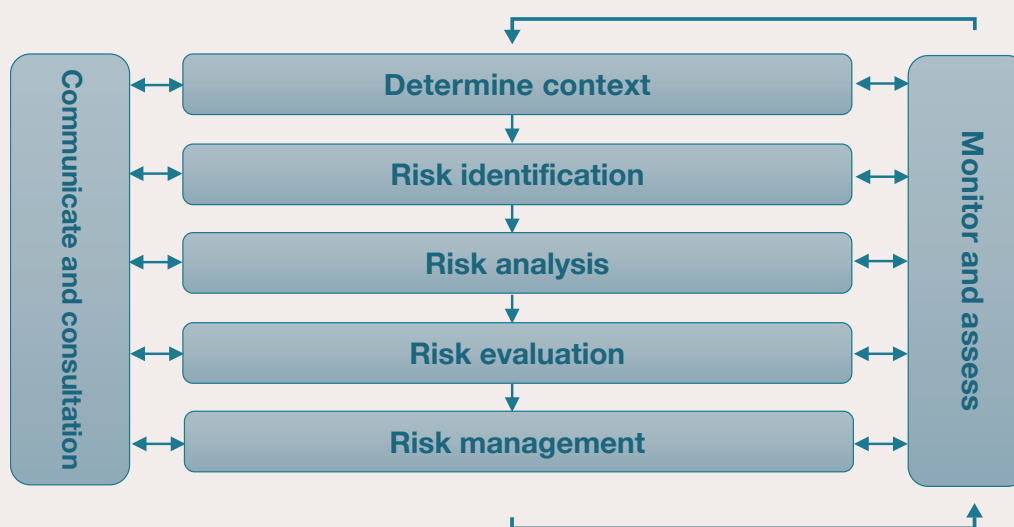 Communicate and consultation
Determine context
Risk identification
Risk analysis
Risk evaluation
Risk management
Monitor and assess